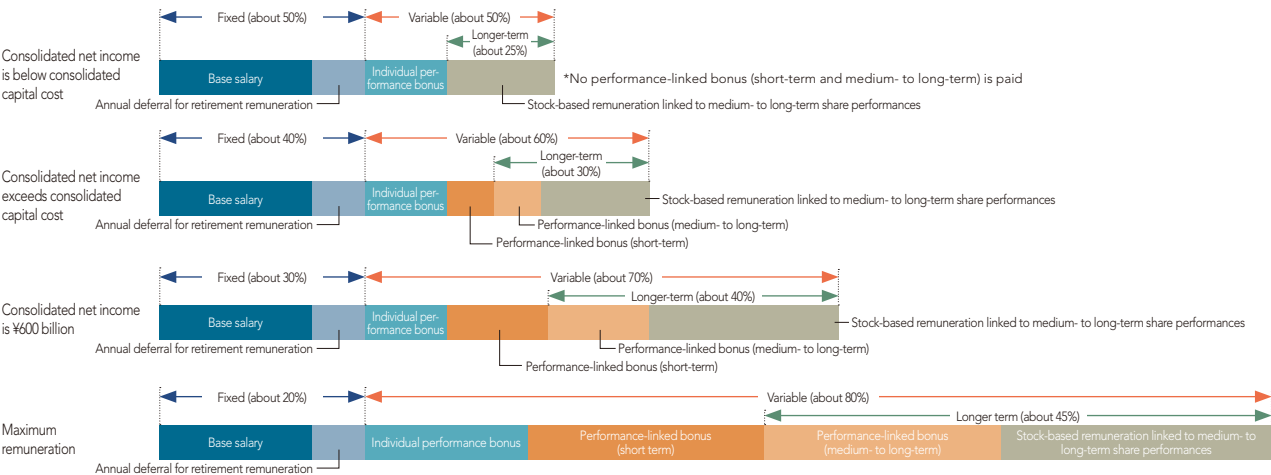 Fixed (about 50%)
Variable (about 50%)
Longer-term
(about 25%)
Consolidated net income
is below consolidated
capital cost
Base salary
Individual per-
formance bonus
*No performance-linked bonus (short-term and medium- to long-term) is paid
Annual deferral for retirement remuneration
Stock-based remuneration linked to medium- to long-term share performances
Fixed (about 40%)
Variable (about 60%)
Longer-term
(about 30%)
Consolidated net income
exceeds consolidated
capital cost
Base salary
Individual per-
formance bonus
Stock-based remuneration linked to medium- to long-term share performances
Annual deferral for retirement remuneration
Performance-linked bonus (medium- to long-term)
Performance-linked bonus (short-term)
Fixed (about 30%)
Variable (about 70%)
Longer-term (about 40%)
Consolidated net income
is ¥600 billion
Base salary
Individual per-
formance bonus
Stock-based remuneration linked to medium- to long-term share performances
Annual deferral for retirement remuneration
Performance-linked bonus (medium- to long-term)
Performance-linked bonus (short-term)
Fixed (about 20%)
Variable (about 80%)
Longer term (about 45%)
Maximum
remuneration
Base salary
Individual performance bonus
Performance-linked bonus
(short term)
Performance-linked bonus
(medium- to long-term)
Stock-based remuneration linked to medium- to
long-term share performances
Annual deferral for retirement remuneration